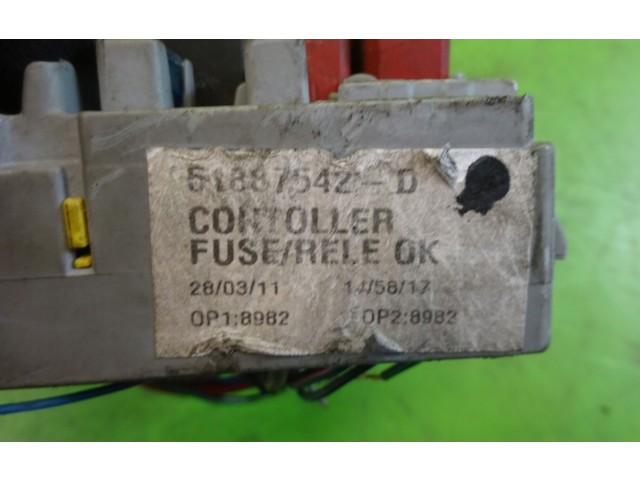 51887542 - D
CONTOLLER
FUSE/RELE OK
28/03/11 14/58/17
OP1:8982 OP2:8982